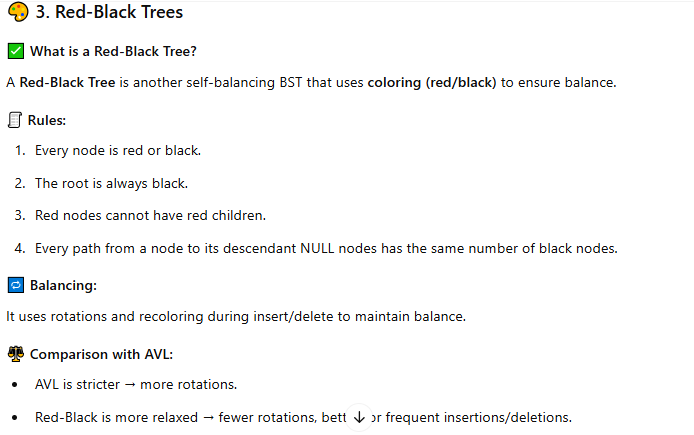 🎨 3. Red-Black Trees
✅ What is a Red-Black Tree?
A Red-Black Tree is another self-balancing BST that uses coloring (red/black) to ensure balance.
📜 Rules:
1. Every node is red or black.
2. The root is always black.
3. Red nodes cannot have red children.
4. Every path from a node to its descendant NULL nodes has the same number of black nodes.
🔁 Balancing:
It uses rotations and recoloring during insert/delete to maintain balance.
⚖️ Comparison with AVL:
• AVL is stricter → more rotations.
• Red-Black is more relaxed → fewer rotations, frequent insertions/deletions.